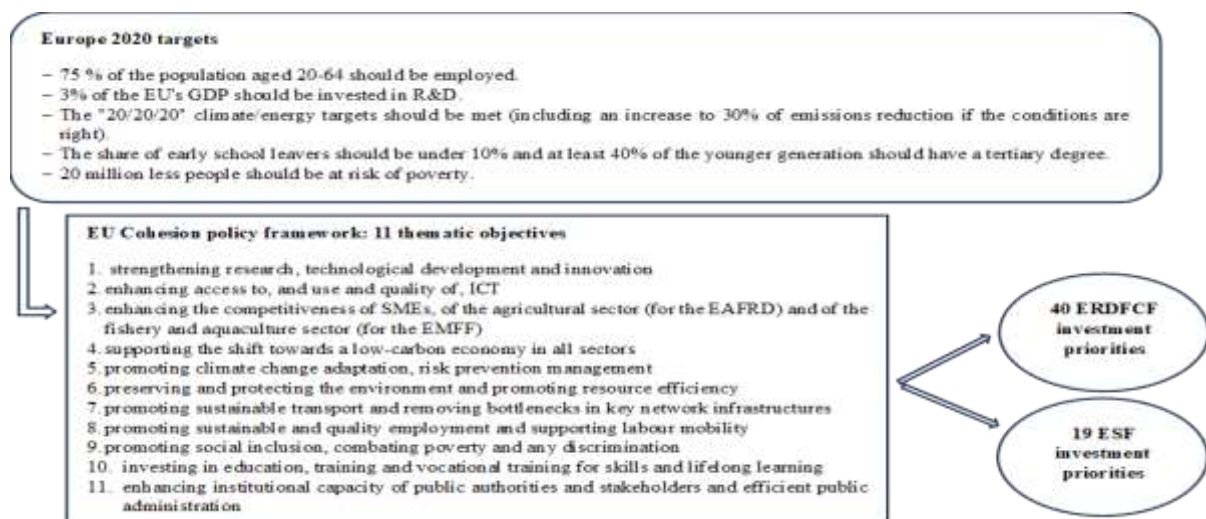 Europe 2020 targets
– 75 % of the population aged 20-64 should be employed.
– 3% of the EU's GDP should be invested in R&D.
– The "20/20/20" climate/energy targets should be met (including an increase to 30% of emissions reduction if the conditions are
right).
– The share of early school leavers should be under 10% and at least 40% of the younger generation should have a tertiary degree.
– 20 million less people should be at risk of poverty.
EU Cohesion policy framework: 11 thematic objectives
1. strengthening research, technological development and innovation
2. enhancing access to, and use and quality of, ICT
3. enhancing the competitiveness of SMEs, of the agricultural sector (for the EAFRD) and of the
fishery and aquaculture sector (for the EMFF)
4. supporting the shift towards a low-carbon economy in all sectors
5. promoting climate change adaptation, risk prevention management
6. preserving and protecting the environment and promoting resource efficiency
7. promoting sustainable transport and removing bottlenecks in key network infrastructures
8. promoting sustainable and quality employment and supporting labour mobility
9. promoting social inclusion, combating poverty and any discrimination
10. investing in education, training and vocational training for skills and lifelong learning
11. enhancing institutional capacity of public authorities and stakeholders and efficient public
administration
40 ERDFCF
investment
priorities
19 ESF
investment
priorities